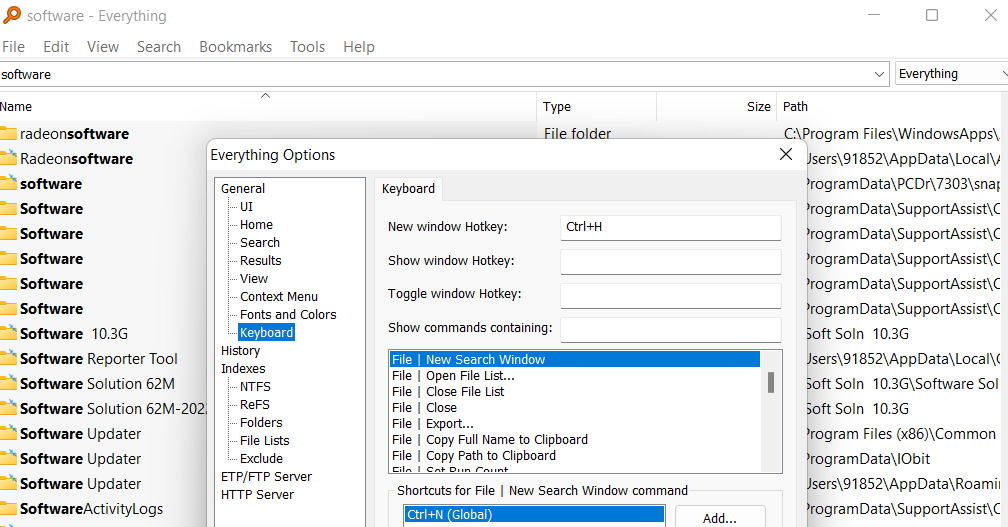 software - Everything
File Edit View Search Bookmarks Tools Help
software Everything
Name Type Size Path
radeonsoftware File folder C:\Program Files\WindowsApps\
Radeonsoftware Users\91852\AppData\Local\A
software ProgramData\PCDr\7303\snap
Software ProgramData\SupportAssist\C
Software ProgramData\SupportAssist\C
Software ProgramData\SupportAssist\C
Software ProgramData\SupportAssist\C
Software ProgramData\SupportAssist\C
Software 10.3G Soft Soln 10.3G
Software Reporter Tool Users\91852\AppData\Local\C
Software Solution 62M Soft Soln 10.3G\Software Sol
Software Solution 62M-202 Soft Soln 10.3G
Software Updater Program Files (x86)\Common
Software Updater ProgramData\IObit
Software Updater Users\91852\AppData\Roamin
SoftwareActivityLogs ProgramData\SupportAssist\C
Everything Options
General
UI
Home
Search
Results
View
Context Menu
Fonts and Colors
Keyboard
History
Indexes
NTFS
ReFS
Folders
File Lists
Exclude
ETP/FTP Server
HTTP Server
Keyboard
New window Hotkey: Ctrl+H
Show window Hotkey:
Toggle window Hotkey:
Show commands containing:
File | New Search Window
File | Open File List...
File | Close File List
File | Close
File | Export...
File | Copy Full Name to Clipboard
File | Copy Path to Clipboard
File | Set Run Count
Shortcuts for File | New Search Window command
Ctrl+N (Global)
Add...